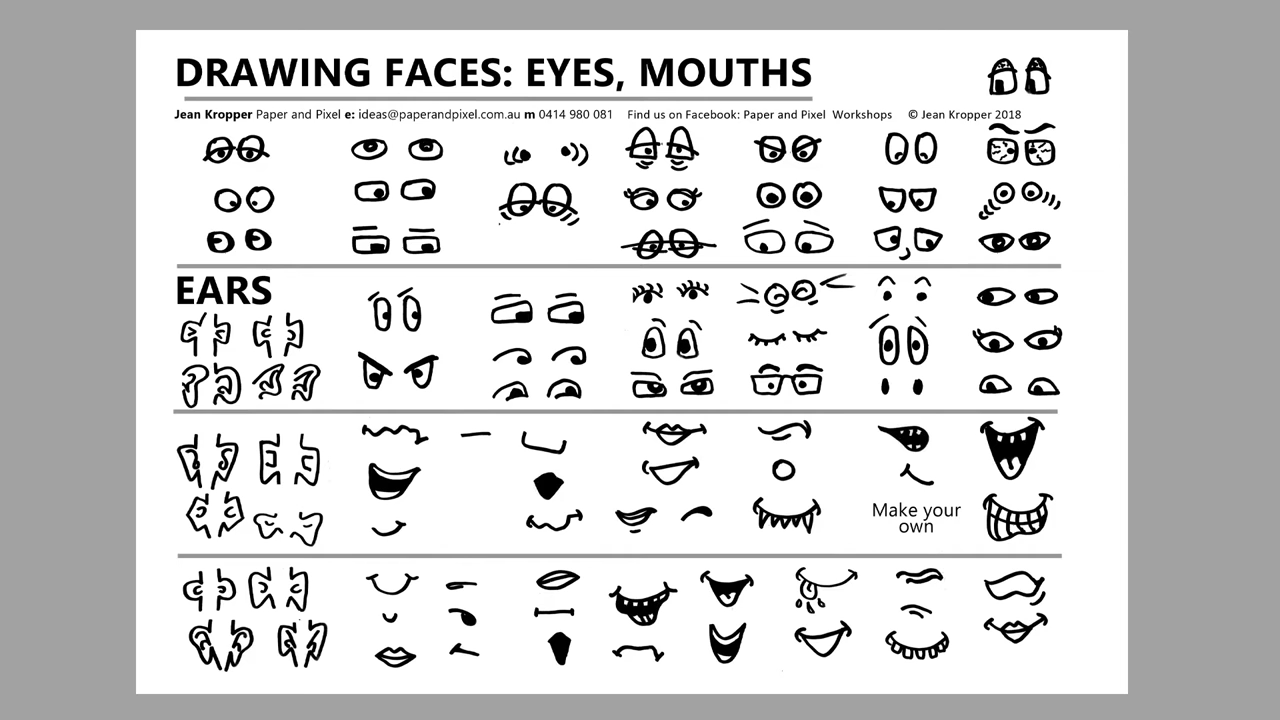 DRAWING FACES: EYES, MOUTHS
Jean Kropper Paper and Pixel e: ideas@paperandpixel.com.au m 0414 980 081 Find us on Facebook: Paper and Pixel Workshops © Jean Kropper 2018
EARS
Make your
own